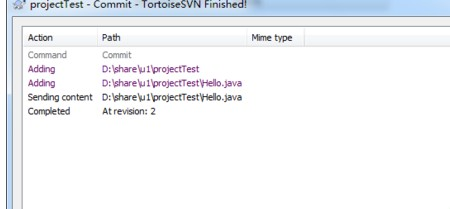 projectTest - Commit - TortoiseSVN Finished!
Action Path Mime type
Command Commit
Adding D:\share\u1\projectTest
Adding D:\share\u1\projectTest\Hello.java
Sending content D:\share\u1\projectTest\Hello.java
Completed At revision: 2